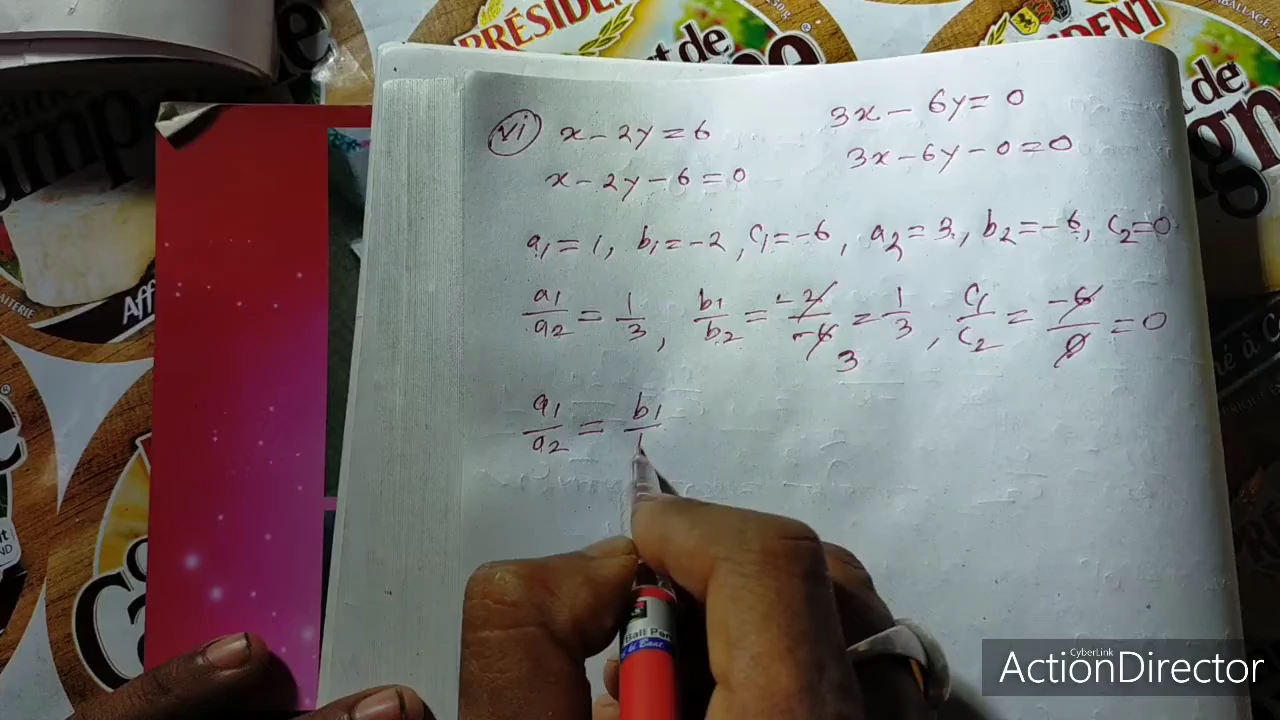 PRÉSIDENT
(vi) x - 2y = 6
3x - 6y = 0
x - 2y - 6 = 0
3x - 6y - 0 = 0
a₁ = 1, b₁ = -2, c₁ = -6, a₂ = 3, b₂ = -6, c₂ = 0
a₁/a₂ = 1/3, b₁/b₂ = -2/-6 = 1/3, c₁/c₂ = -6/0 = 0
a₁/a₂ = b₁/
Ball Pen
CyberLink
ActionDirector